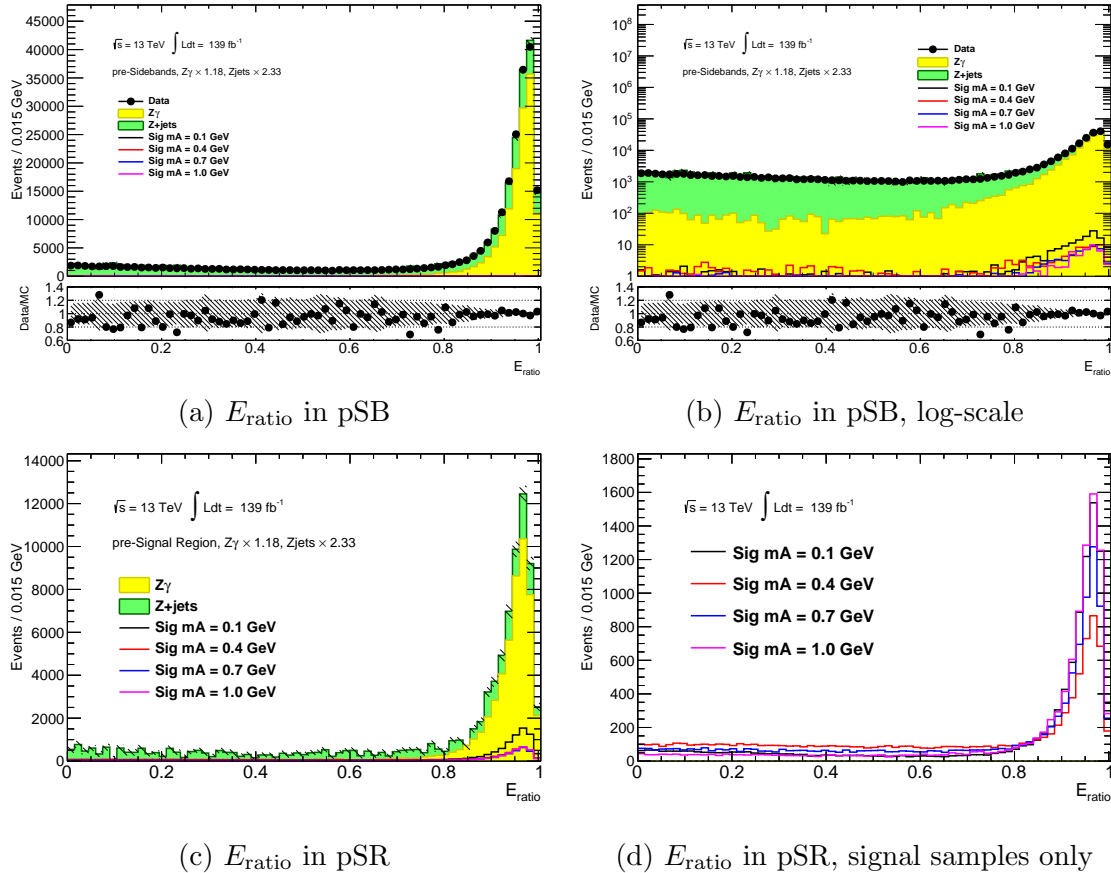 45000
40000
35000
30000
25000
20000
15000
10000
5000
0
Events / 0.015 GeV
√s = 13 TeV ∫ Ldt = 139 fb⁻¹
pre-Sidebands, Zγ × 1.18, Zjets × 2.33
Data
Zγ
Z+jets
Sig mA = 0.1 GeV
Sig mA = 0.4 GeV
Sig mA = 0.7 GeV
Sig mA = 1.0 GeV
1.4
1.2
1
0.8
0.6
Data/MC
0 0.2 0.4 0.6 0.8 1
E_ratio
(a) E_ratio in pSB
10⁸
10⁷
10⁶
10⁵
10⁴
10³
10²
10
1
Events / 0.015 GeV
√s = 13 TeV ∫ Ldt = 139 fb⁻¹
pre-Sidebands, Zγ × 1.18, Zjets × 2.33
Data
Zγ
Z+jets
Sig mA = 0.1 GeV
Sig mA = 0.4 GeV
Sig mA = 0.7 GeV
Sig mA = 1.0 GeV
1.4
1.2
1
0.8
0.6
Data/MC
0 0.2 0.4 0.6 0.8 1
E_ratio
(b) E_ratio in pSB, log-scale
14000
12000
10000
8000
6000
4000
2000
0
Events / 0.015 GeV
√s = 13 TeV ∫ Ldt = 139 fb⁻¹
pre-Signal Region, Zγ × 1.18, Zjets × 2.33
Zγ
Z+jets
Sig mA = 0.1 GeV
Sig mA = 0.4 GeV
Sig mA = 0.7 GeV
Sig mA = 1.0 GeV
0 0.2 0.4 0.6 0.8 1
E_ratio
(c) E_ratio in pSR
1800
1600
1400
1200
1000
800
600
400
200
0
Events / 0.015 GeV
√s = 13 TeV ∫ Ldt = 139 fb⁻¹
Sig mA = 0.1 GeV
Sig mA = 0.4 GeV
Sig mA = 0.7 GeV
Sig mA = 1.0 GeV
0 0.2 0.4 0.6 0.8 1
E_ratio
(d) E_ratio in pSR, signal samples only